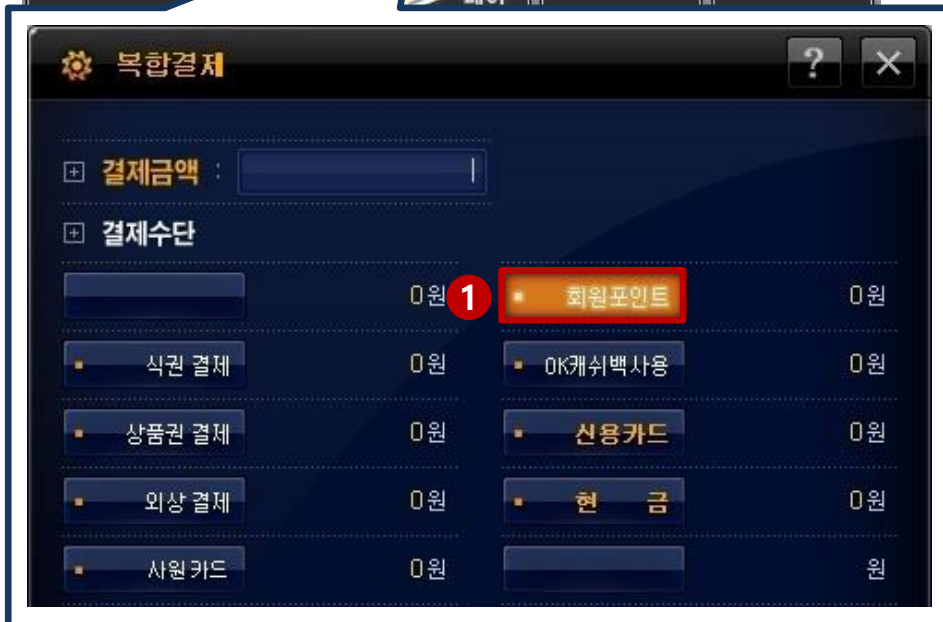 페이
복합결제 ? ×
결제금액 :
결제수단
0원 1 회원포인트 0원
식권 결제 0원 OK캐쉬백사용 0원
상품권 결제 0원 신용카드 0원
외상 결제 0원 현 금 0원
사원카드 0원 원